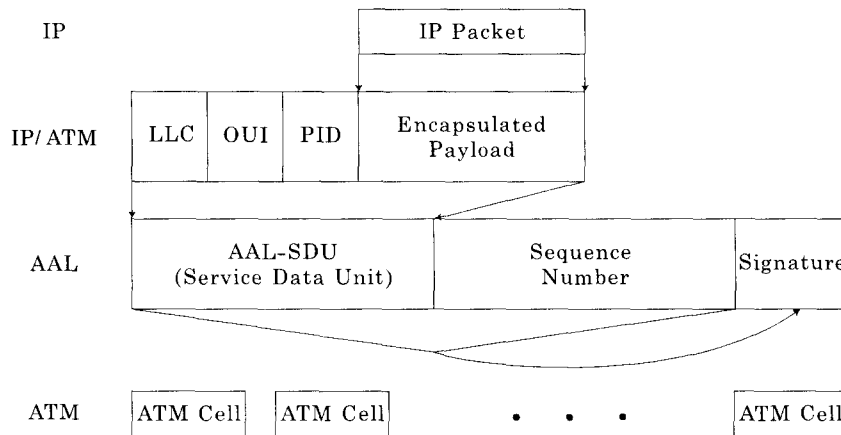 IP
IP Packet
IP/ATM
LLC
OUI
PID
Encapsulated
Payload
AAL
AAL-SDU
(Service Data Unit)
Sequence
Number
Signature
ATM
ATM Cell
ATM Cell
• • •
ATM Cell